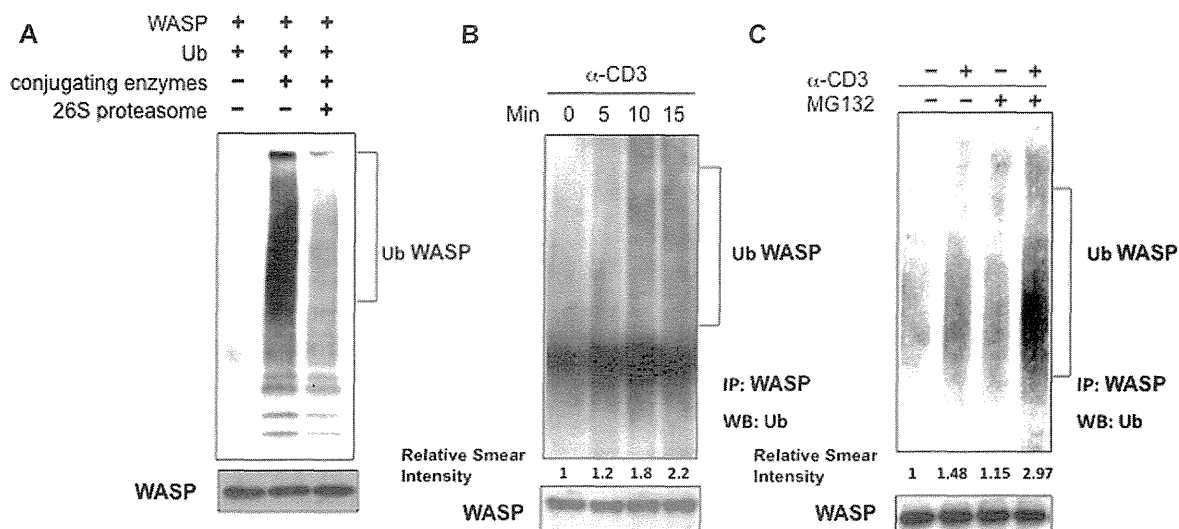 A
WASP + + +
Ub + + +
conjugating enzymes - + +
26S proteasome - - +
Ub WASP
WASP
B
α-CD3
Min 0 5 10 15
Ub WASP
IP: WASP
WB: Ub
Relative Smear
Intensity 1 1.2 1.8 2.2
WASP
C
α-CD3 - + - +
MG132 - - + +
Ub WASP
IP: WASP
WB: Ub
Relative Smear
Intensity 1 1.48 1.15 2.97
WASP